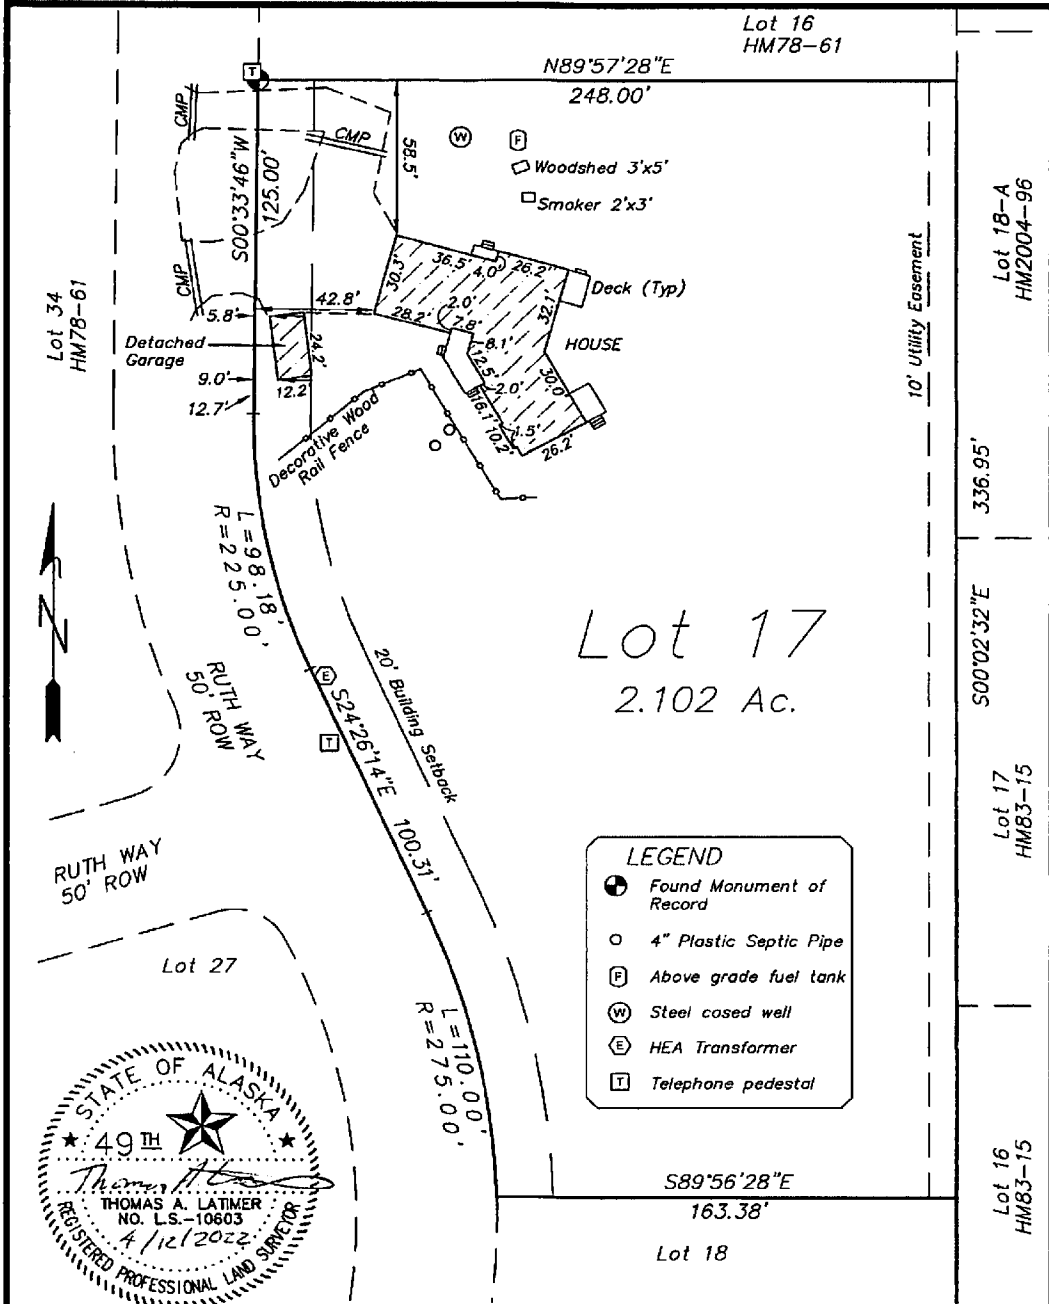 Lot 16
HM78-61
N89°57'28"E
248.00'
T
CMP
CMP
CMP
S00°33'46"W
125.00'
58.5'
W
F
Woodshed 3'x5'
Smoker 2'x3'
Lot 18-A
HM2004-96
10' Utility Easement
Lot 34
HM78-61
36.5'
4.0'
26.2'
30.3'
28.2'
2.0'
7.8'
32.1'
Deck (Typ)
HOUSE
8.1'
12.5'
2.0'
30.0'
16.1'
10.2'
1.5'
26.2'
42.8'
5.8'
Detached
Garage
24.2'
9.0'
12.2'
12.7'
Decorative Wood
Rail Fence
336.95'
S00°02'32"E
L=98.18'
R=225.00'
N
Lot 17
2.102 Ac.
E
RUTH WAY
50' ROW
T
S24°26'14"E 100.31'
20' Building Setback
Lot 17
HM83-15
RUTH WAY
50' ROW
LEGEND
Found Monument of
Record
4" Plastic Septic Pipe
F Above grade fuel tank
W Steel cased well
E HEA Transformer
T Telephone pedestal
Lot 27
L=110.00'
R=275.00'
STATE OF ALASKA
49TH
THOMAS A. LATIMER
NO. L.S.-10603
4/12/2022
REGISTERED PROFESSIONAL LAND SURVEYOR
S89°56'28"E
163.38'
Lot 18
Lot 16
HM83-15